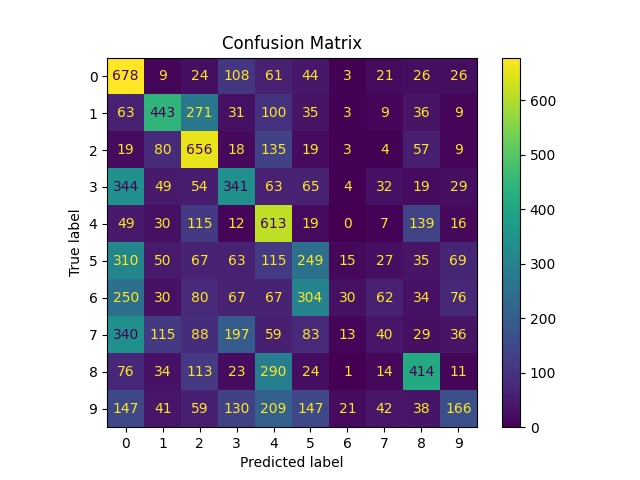 Confusion Matrix
0 678 9 24 108 61 44 3 21 26 26
1 63 443 271 31 100 35 3 9 36 9
2 19 80 656 18 135 19 3 4 57 9
3 344 49 54 341 63 65 4 32 19 29
4 49 30 115 12 613 19 0 7 139 16
5 310 50 67 63 115 249 15 27 35 69
6 250 30 80 67 67 304 30 62 34 76
7 340 115 88 197 59 83 13 40 29 36
8 76 34 113 23 290 24 1 14 414 11
9 147 41 59 130 209 147 21 42 38 166
0 1 2 3 4 5 6 7 8 9
Predicted label
True label
600
500
400
300
200
100
0